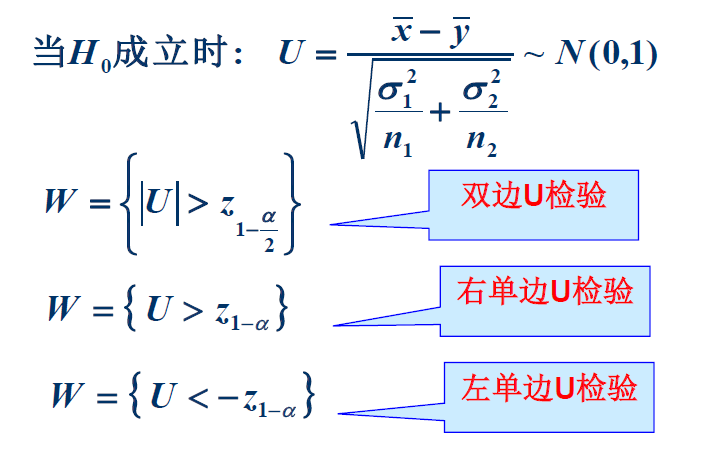 当H₀成立时： U = (x̄ − ȳ) / √(σ₁²/n₁ + σ₂²/n₂) ~ N(0,1)
W = {|U| > z_{1−α/2}} 双边U检验
W = {U > z_{1−α}} 右单边U检验
W = {U < −z_{1−α}} 左单边U检验